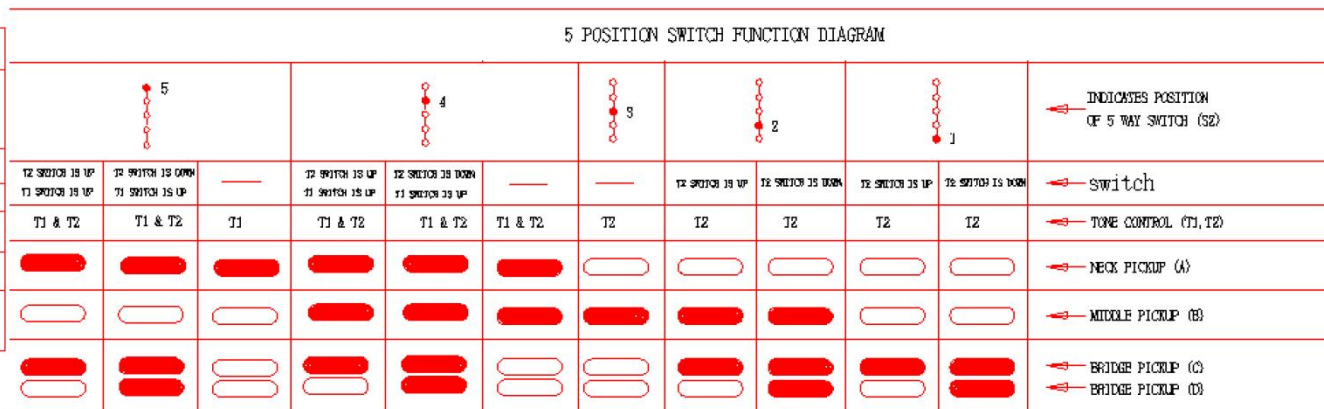 5 POSITION SWITCH FUNCTION DIAGRAM
5
4
3
2
1
INDICATES POSITION
OF 5 WAY SWITCH (S2)
T2 SWITCH IS UP
T1 SWITCH IS UP
T2 SWITCH IS DOWN
T1 SWITCH IS UP
T2 SWITCH IS UP
T1 SWITCH IS UP
T2 SWITCH IS DOWN
T1 SWITCH IS UP
T2 SWITCH IS UP
T2 SWITCH IS DOWN
T2 SWITCH IS UP
T2 SWITCH IS DOWN
switch
T1 & T2
T1 & T2
T1
T1 & T2
T1 & T2
T1 & T2
T2
T2
T2
T2
T2
TONE CONTROL (T1,T2)
NECK PICKUP (A)
MIDDLE PICKUP (B)
BRIDGE PICKUP (C)
BRIDGE PICKUP (D)